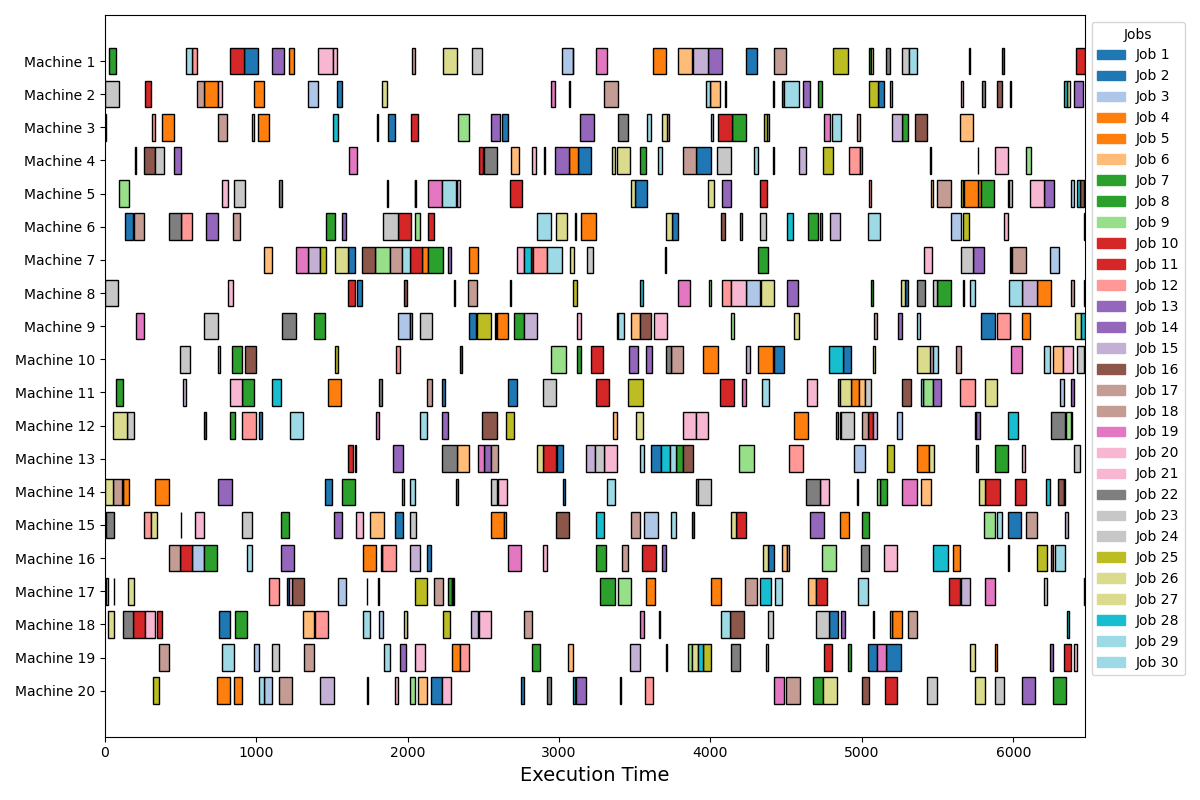 Machine 1
Machine 2
Machine 3
Machine 4
Machine 5
Machine 6
Machine 7
Machine 8
Machine 9
Machine 10
Machine 11
Machine 12
Machine 13
Machine 14
Machine 15
Machine 16
Machine 17
Machine 18
Machine 19
Machine 20
0 1000 2000 3000 4000 5000 6000
Execution Time
Jobs
Job 1
Job 2
Job 3
Job 4
Job 5
Job 6
Job 7
Job 8
Job 9
Job 10
Job 11
Job 12
Job 13
Job 14
Job 15
Job 16
Job 17
Job 18
Job 19
Job 20
Job 21
Job 22
Job 23
Job 24
Job 25
Job 26
Job 27
Job 28
Job 29
Job 30